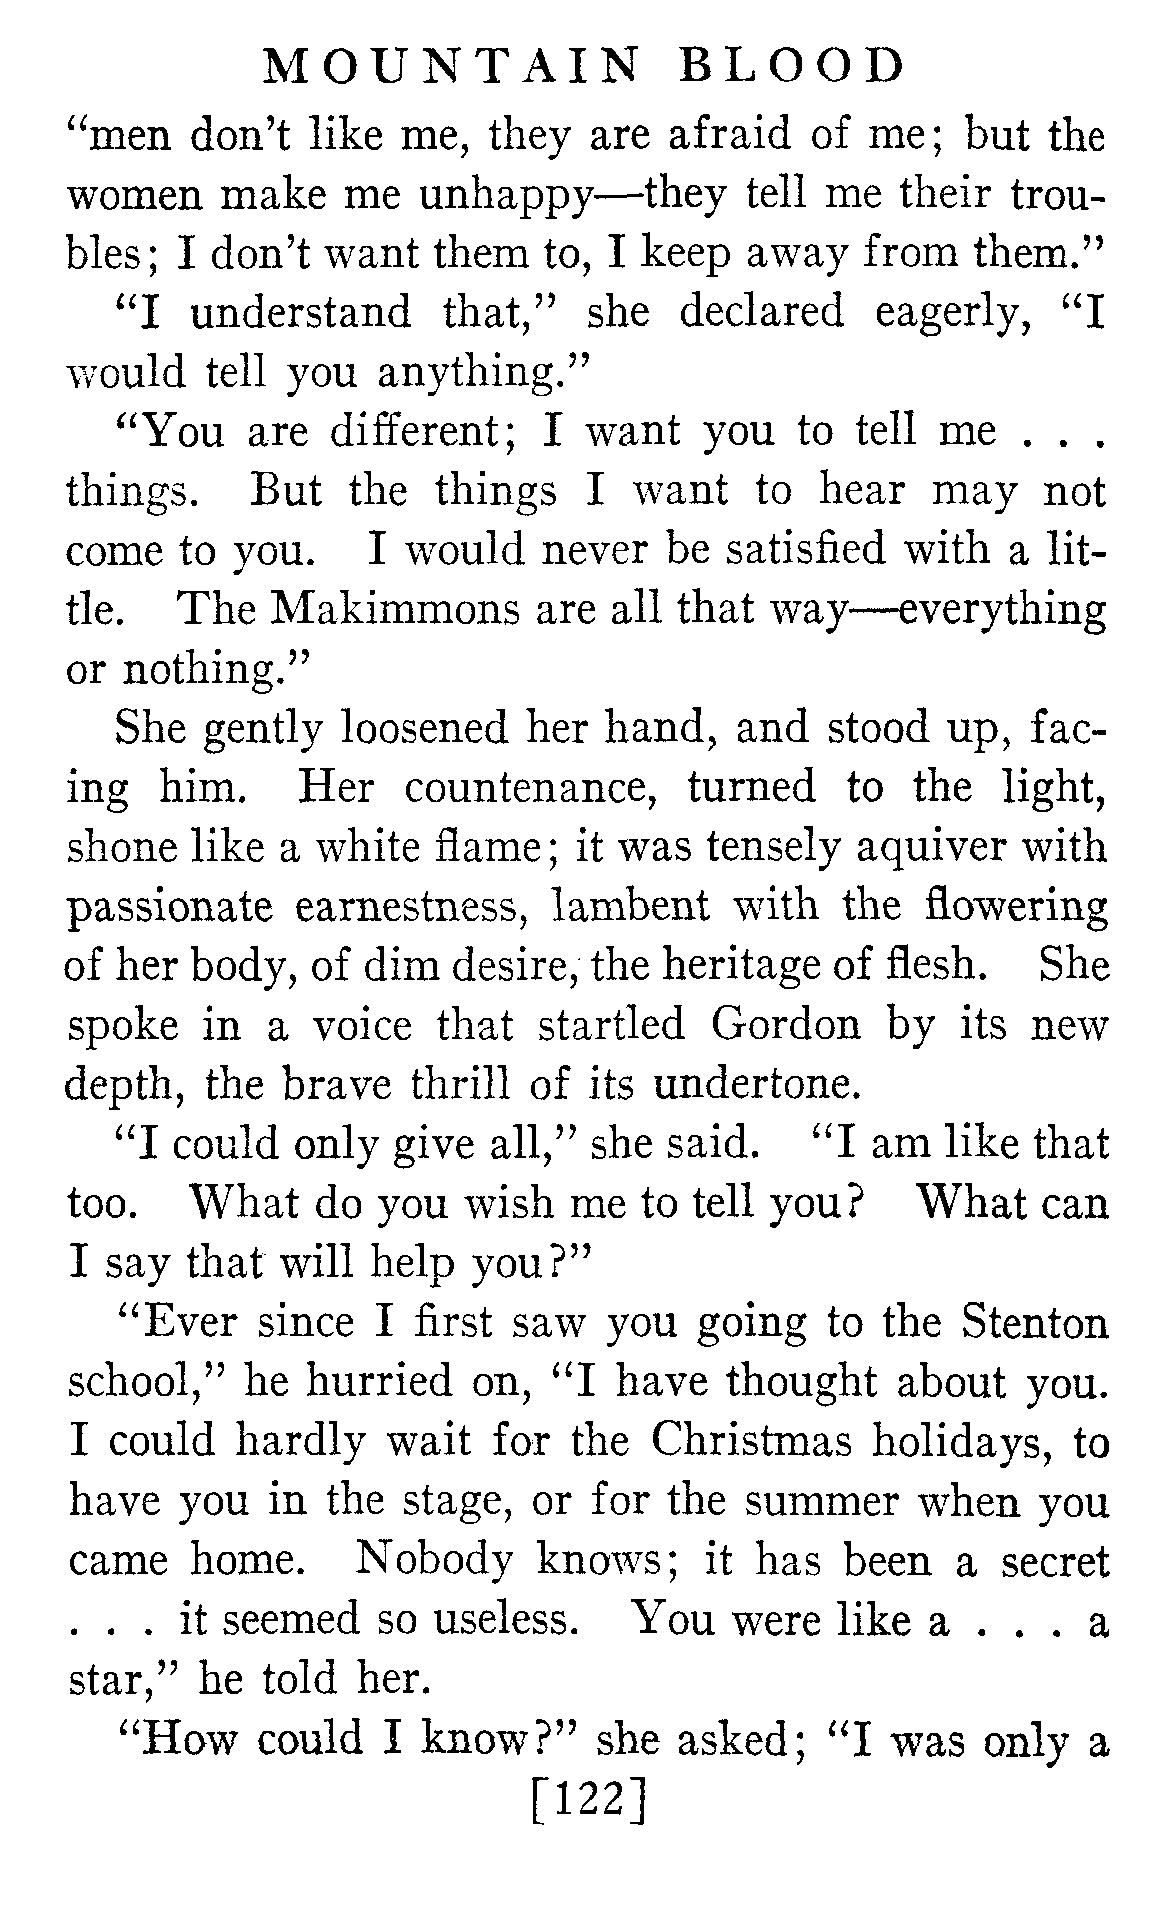 MOUNTAIN BLOOD
“men don’t like me, they are afraid of me; but the
women make me unhappy—they tell me their trou-
bles; I don’t want them to, I keep away from them.”
“I understand that,” she declared eagerly, “I
would tell you anything.”
“You are different; I want you to tell me . . .
things. But the things I want to hear may not
come to you. I would never be satisfied with a lit-
tle. The Makimmons are all that way—everything
or nothing.”
She gently loosened her hand, and stood up, fac-
ing him. Her countenance, turned to the light,
shone like a white flame; it was tensely aquiver with
passionate earnestness, lambent with the flowering
of her body, of dim desire, the heritage of flesh. She
spoke in a voice that startled Gordon by its new
depth, the brave thrill of its undertone.
“I could only give all,” she said. “I am like that
too. What do you wish me to tell you? What can
I say that will help you?”
“Ever since I first saw you going to the Stenton
school,” he hurried on, “I have thought about you.
I could hardly wait for the Christmas holidays, to
have you in the stage, or for the summer when you
came home. Nobody knows; it has been a secret
. . . it seemed so useless. You were like a . . . a
star,” he told her.
“How could I know?” she asked; “I was only a
[122]